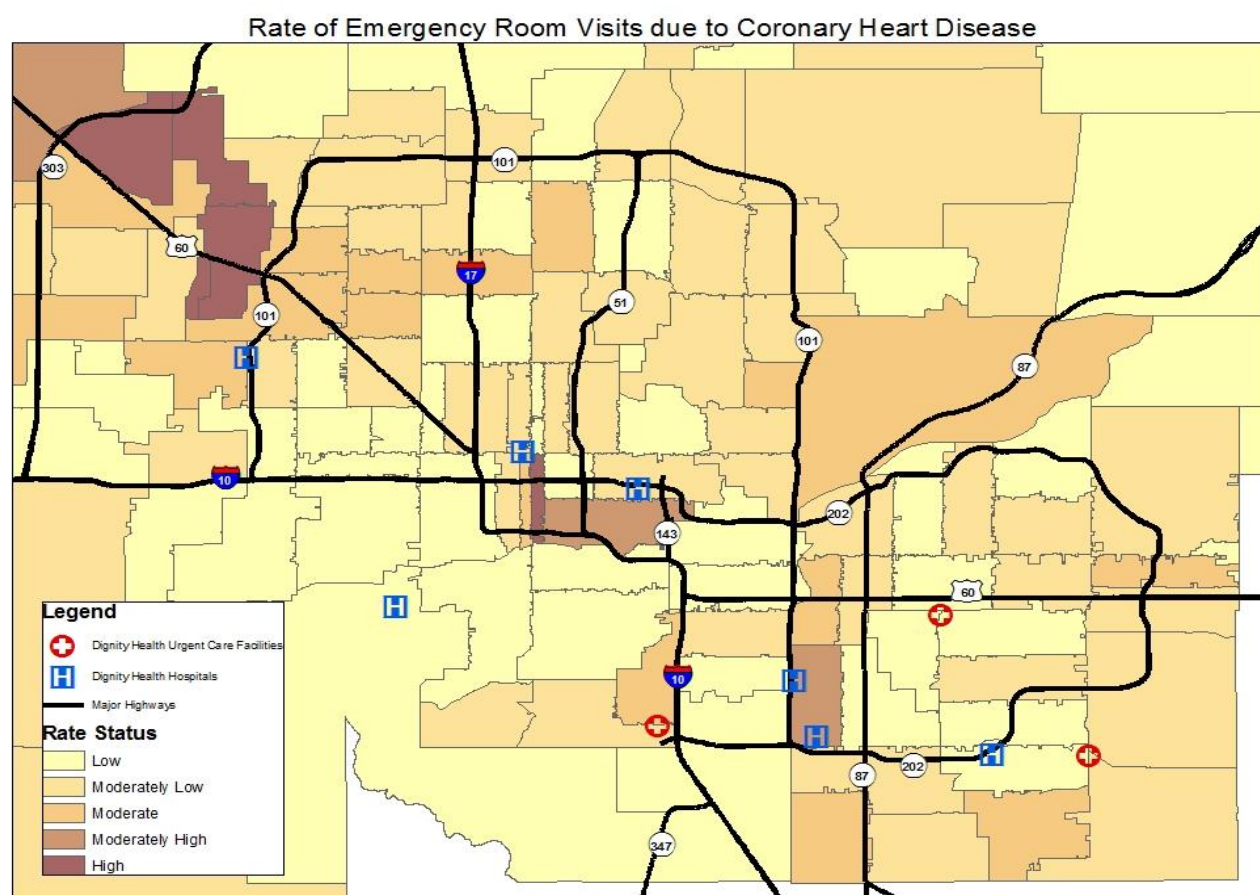 Rate of Emergency Room Visits due to Coronary Heart Disease
303
101
60
17
51
101
101
87
10
202
143
60
10
202
87
347
H
H
H
H
H
H
H
Legend
Dignity Health Urgent Care Facilities
H Dignity Health Hospitals
Major Highways
Rate Status
Low
Moderately Low
Moderate
Moderately High
High